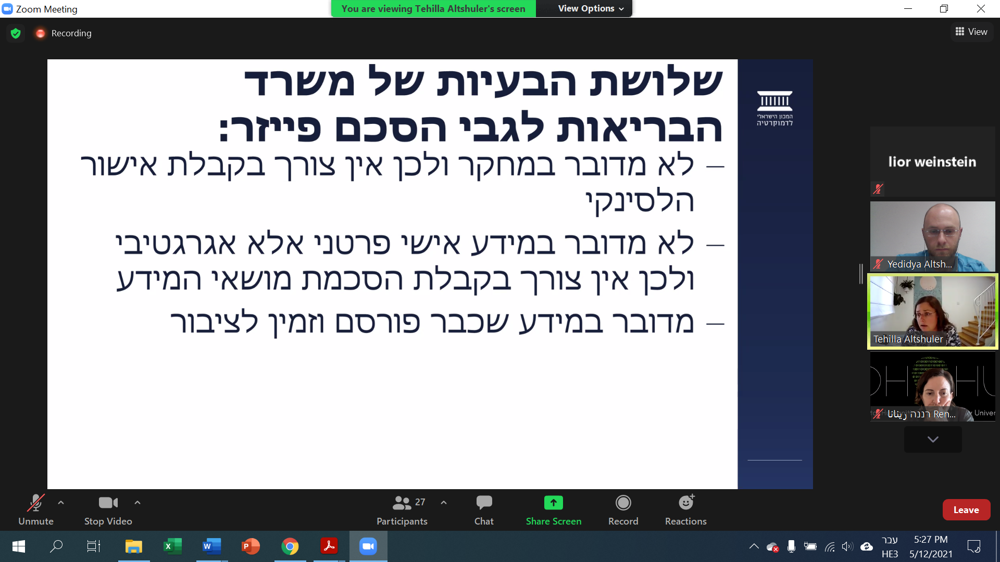 Zoom Meeting
You are viewing Tehilla Altshuler's screen
View Options
Recording
View
שלושת הבעיות של משרד
הבריאות לגבי הסכם פייזר:
– לא מדובר במחקר ולכן אין צורך בקבלת אישור
הלסינקי
– לא מדובר במידע אישי פרטני אלא אגרגטיבי
ולכן אין צורך בקבלת הסכמת מושאי המידע
– מדובר במידע שכבר פורסם וזמין לציבור
המכון הישראלי
לדמוקרטיה
lior weinstein
Yedidya Altsh...
Tehilla Altshuler
רננה רינאנה Ren...
Univer
Unmute
Stop Video
27
Participants
Chat
Share Screen
Record
Reactions
Leave
עבר
HE3
5:27 PM
5/12/2021